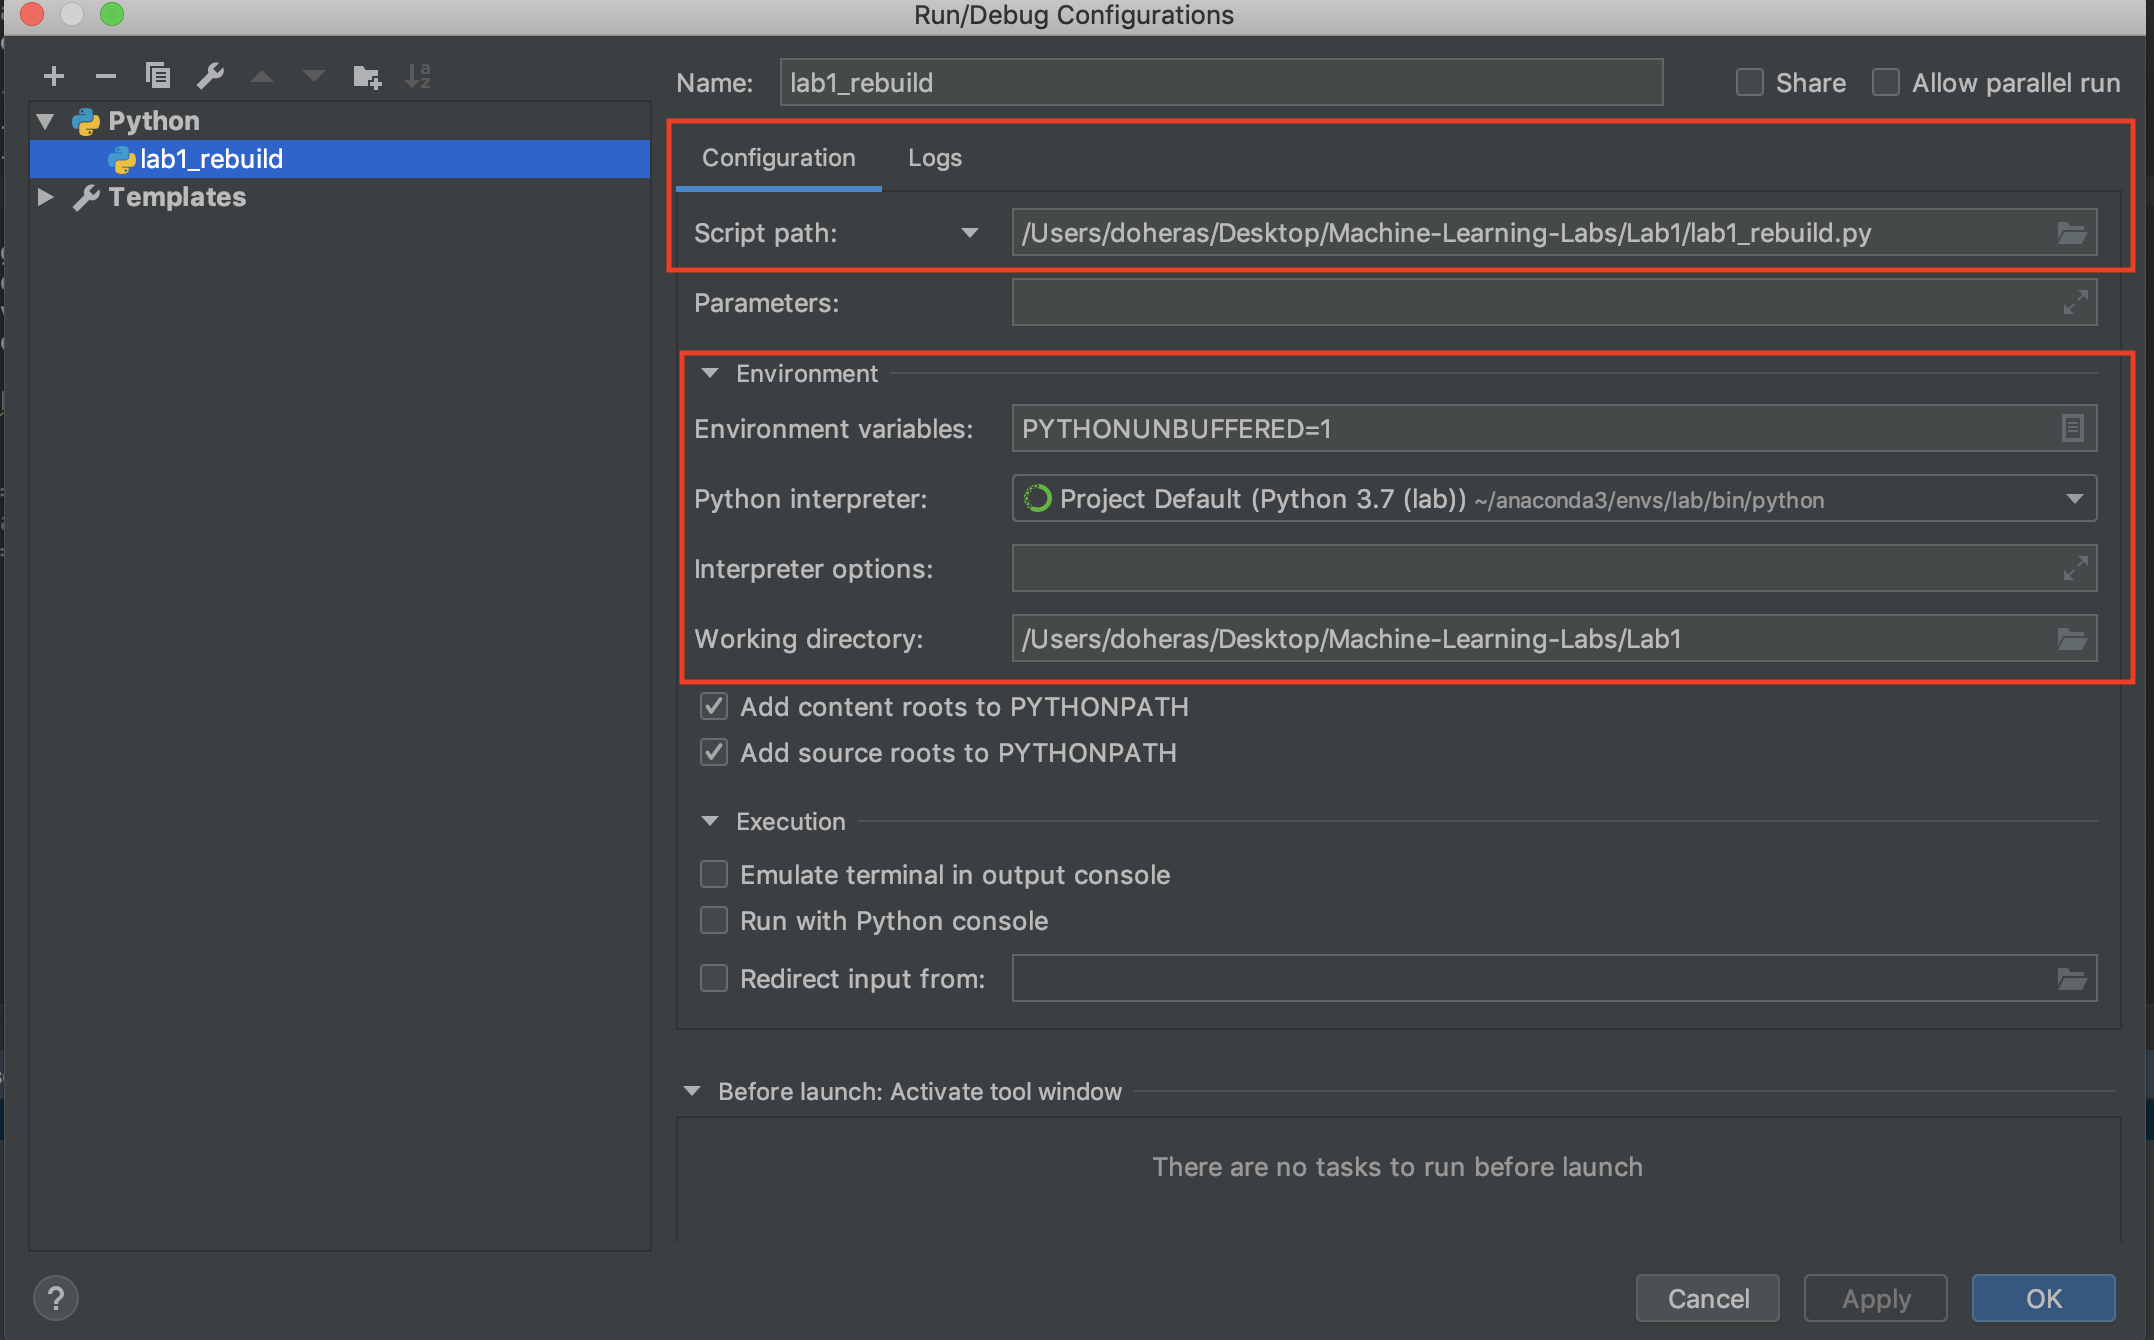 Run/Debug Configurations
Name: lab1_rebuild Share Allow parallel run
Python
lab1_rebuild
Templates
Configuration Logs
Script path: /Users/doheras/Desktop/Machine-Learning-Labs/Lab1/lab1_rebuild.py
Parameters:
Environment
Environment variables: PYTHONUNBUFFERED=1
Python interpreter: Project Default (Python 3.7 (lab)) ~/anaconda3/envs/lab/bin/python
Interpreter options:
Working directory: /Users/doheras/Desktop/Machine-Learning-Labs/Lab1
Add content roots to PYTHONPATH
Add source roots to PYTHONPATH
Execution
Emulate terminal in output console
Run with Python console
Redirect input from:
Before launch: Activate tool window
There are no tasks to run before launch
? Cancel Apply OK